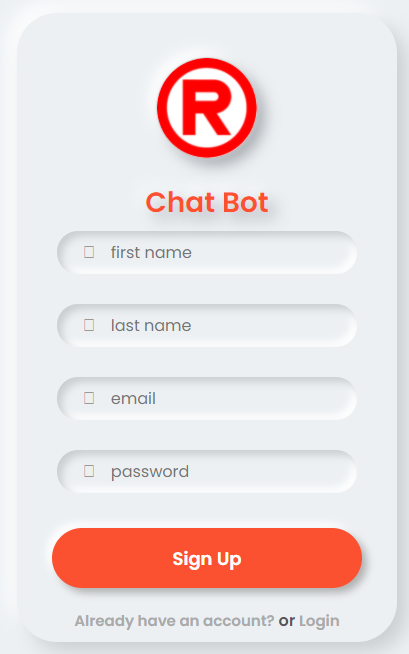 R
Chat Bot
first name
last name
email
password
Sign Up
Already have an account? or Login